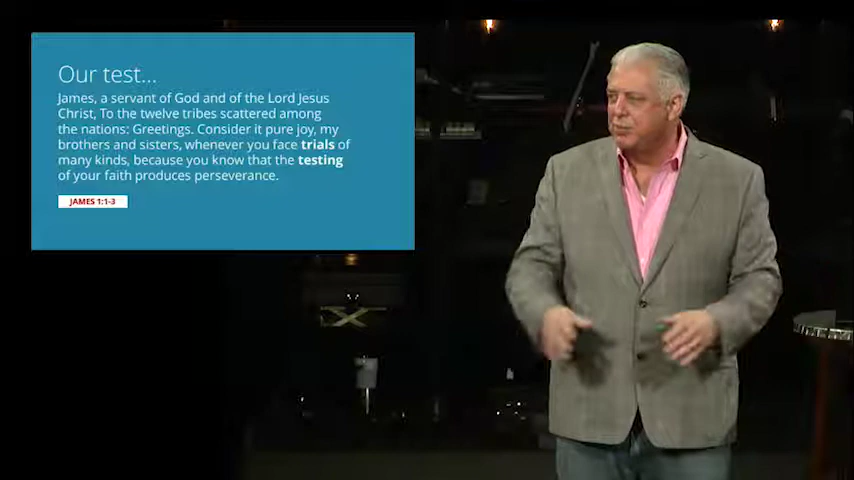 Our test...
James, a servant of God and of the Lord Jesus
Christ, To the twelve tribes scattered among
the nations: Greetings. Consider it pure joy, my
brothers and sisters, whenever you face trials of
many kinds, because you know that the testing
of your faith produces perseverance.
JAMES 1:1-3